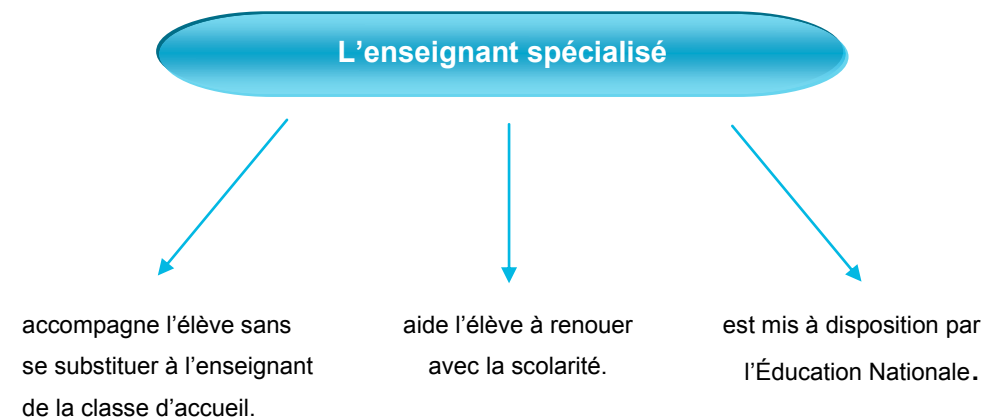 L’enseignant spécialisé
accompagne l’élève sans
se substituer à l’enseignant
de la classe d’accueil.
aide l’élève à renouer
avec la scolarité.
est mis à disposition par
l’Éducation Nationale.